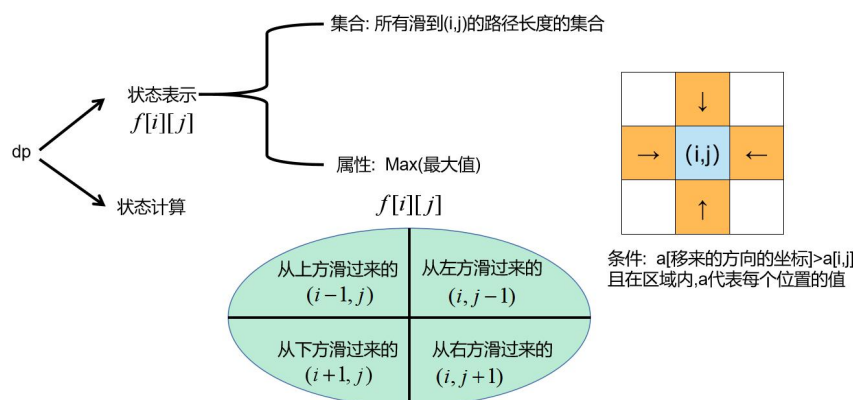 集合: 所有滑到(i,j)的路径长度的集合
状态表示
f[i][j]
dp
属性: Max(最大值)
状态计算
f[i][j]
从上方滑过来的
(i−1, j)
从左方滑过来的
(i, j−1)
从下方滑过来的
(i+1, j)
从右方滑过来的
(i, j+1)
↓
→ (i,j) ←
↑
条件: a[移来的方向的坐标]>a[i,j]
且在区域内,a代表每个位置的值